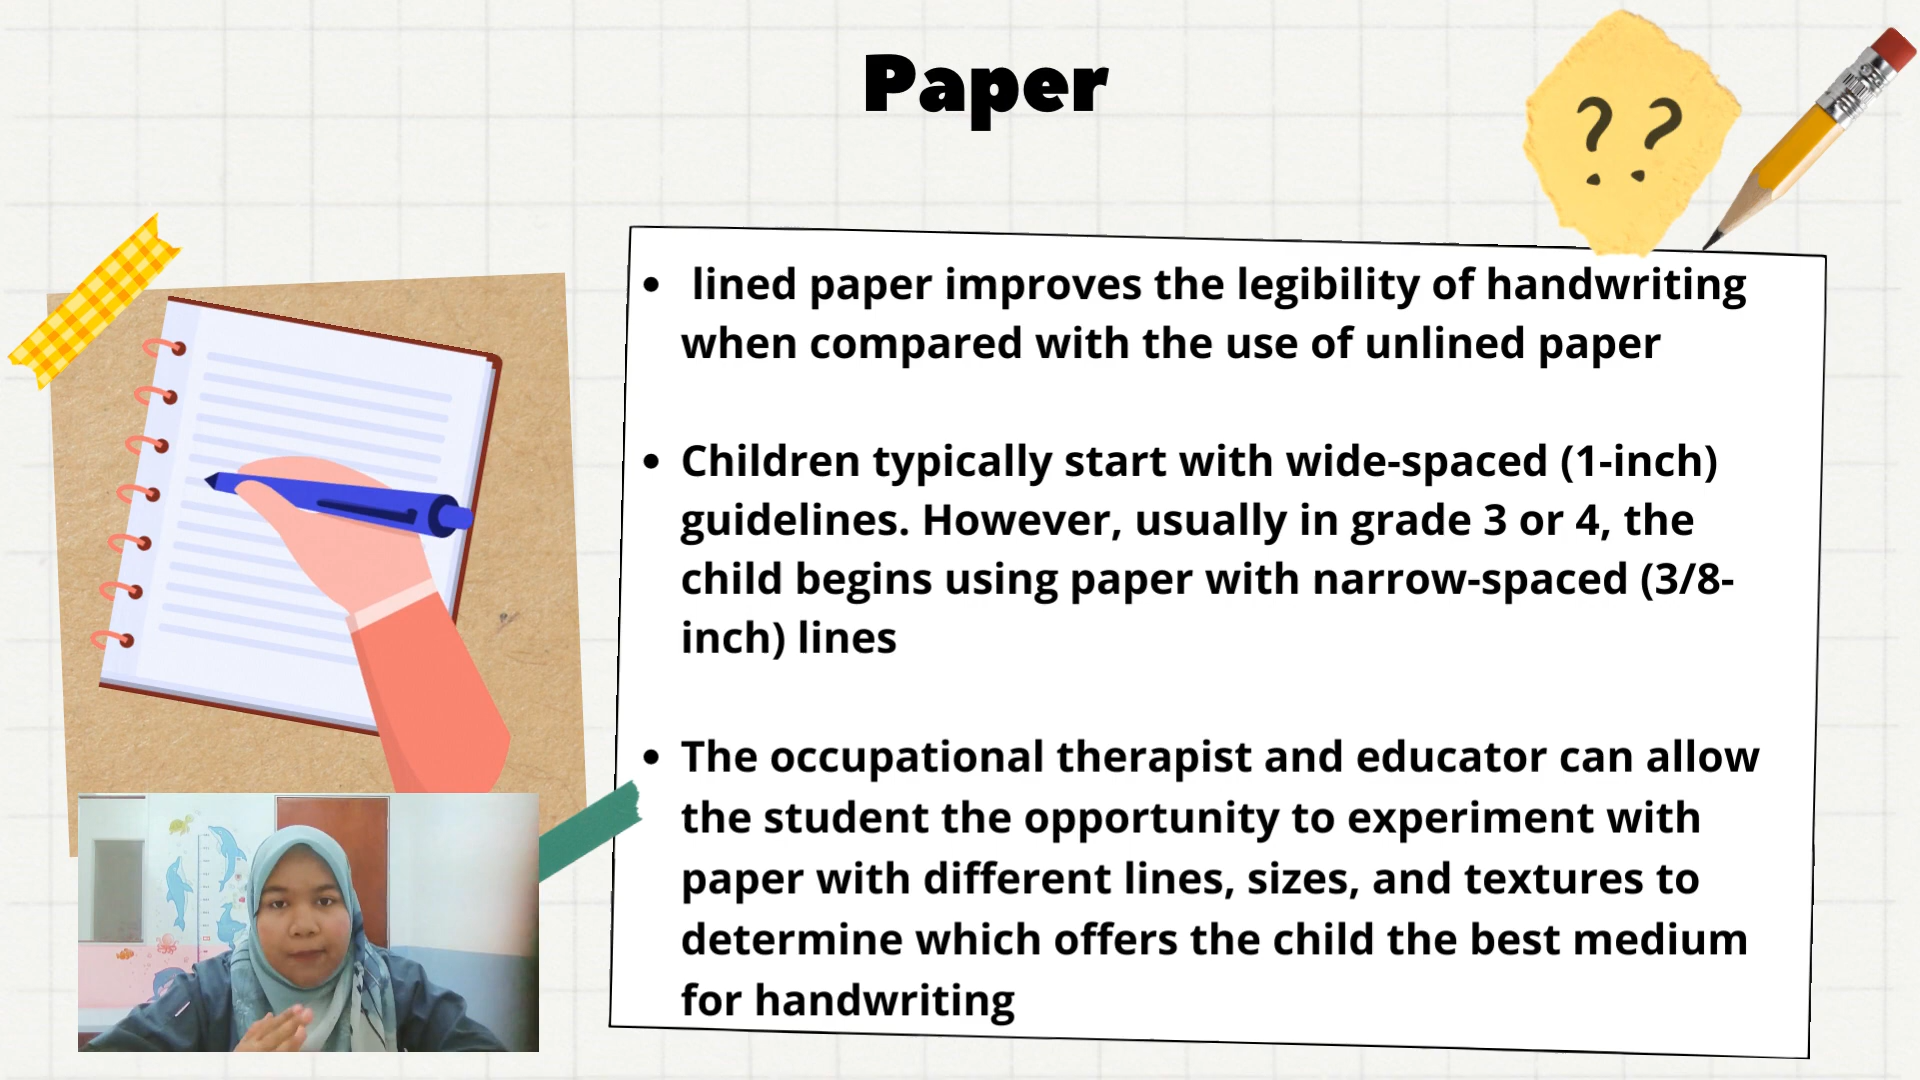 Paper
? ?
• lined paper improves the legibility of handwriting
when compared with the use of unlined paper
• Children typically start with wide-spaced (1-inch)
guidelines. However, usually in grade 3 or 4, the
child begins using paper with narrow-spaced (3/8-
inch) lines
• The occupational therapist and educator can allow
the student the opportunity to experiment with
paper with different lines, sizes, and textures to
determine which offers the child the best medium
for handwriting